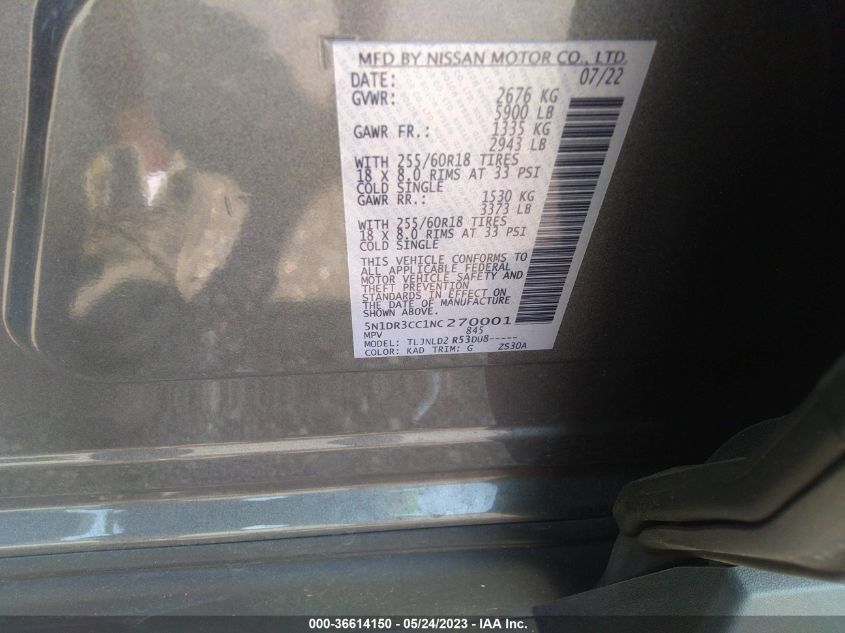 MFD BY NISSAN MOTOR CO., LTD.
DATE: 07/22
GVWR: 2676 KG
5900 LB
GAWR FR.: 1335 KG
2943 LB
WITH 255/60R18 TIRES
18 X 8.0 RIMS AT 33 PSI
COLD SINGLE
GAWR RR.: 1530 KG
3373 LB
WITH 255/60R18 TIRES
18 X 8.0 RIMS AT 33 PSI
COLD SINGLE
THIS VEHICLE CONFORMS TO
ALL APPLICABLE FEDERAL
MOTOR VEHICLE SAFETY AND
THEFT PREVENTION
STANDARDS IN EFFECT ON
THE DATE OF MANUFACTURE
SHOWN ABOVE.
5N1DR3CC1NC270001
MPV 845
MODEL: TLJNLD2 R53DU8-----
COLOR: KAD TRIM: G ZS30A
000-36614150 — 05/24/2023 — IAA Inc.